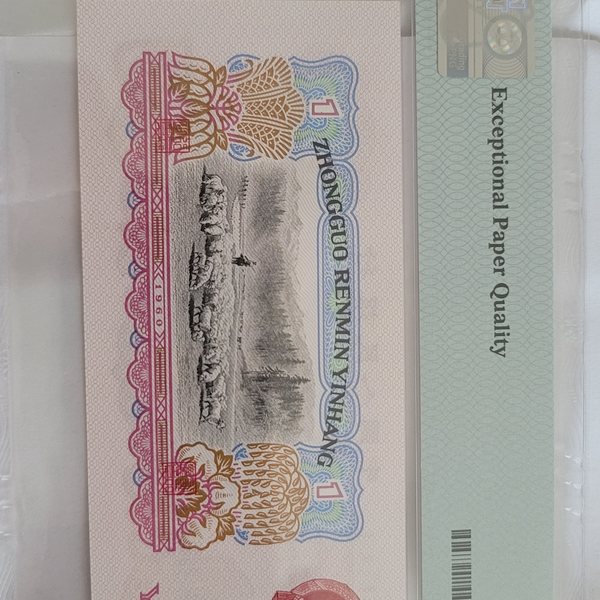 Exceptional Paper Quality
ZHONGGUO RENMIN YINHANG
1
1
1960
Y